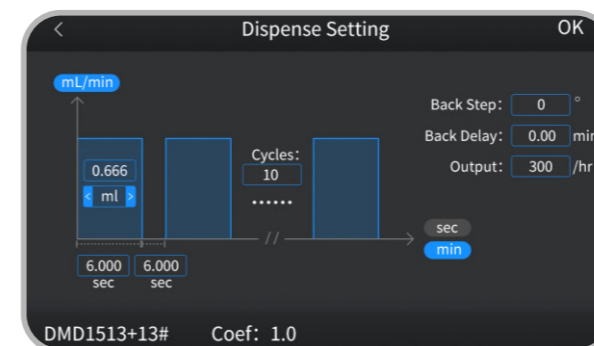 < Dispense Setting OK
mL/min
Back Step: 0 °
Back Delay: 0.00 min
Output: 300 /hr
Cycles:
10
0.666
< ml >
......
//
sec
min
6.000 6.000
sec sec
DMD1513+13# Coef: 1.0